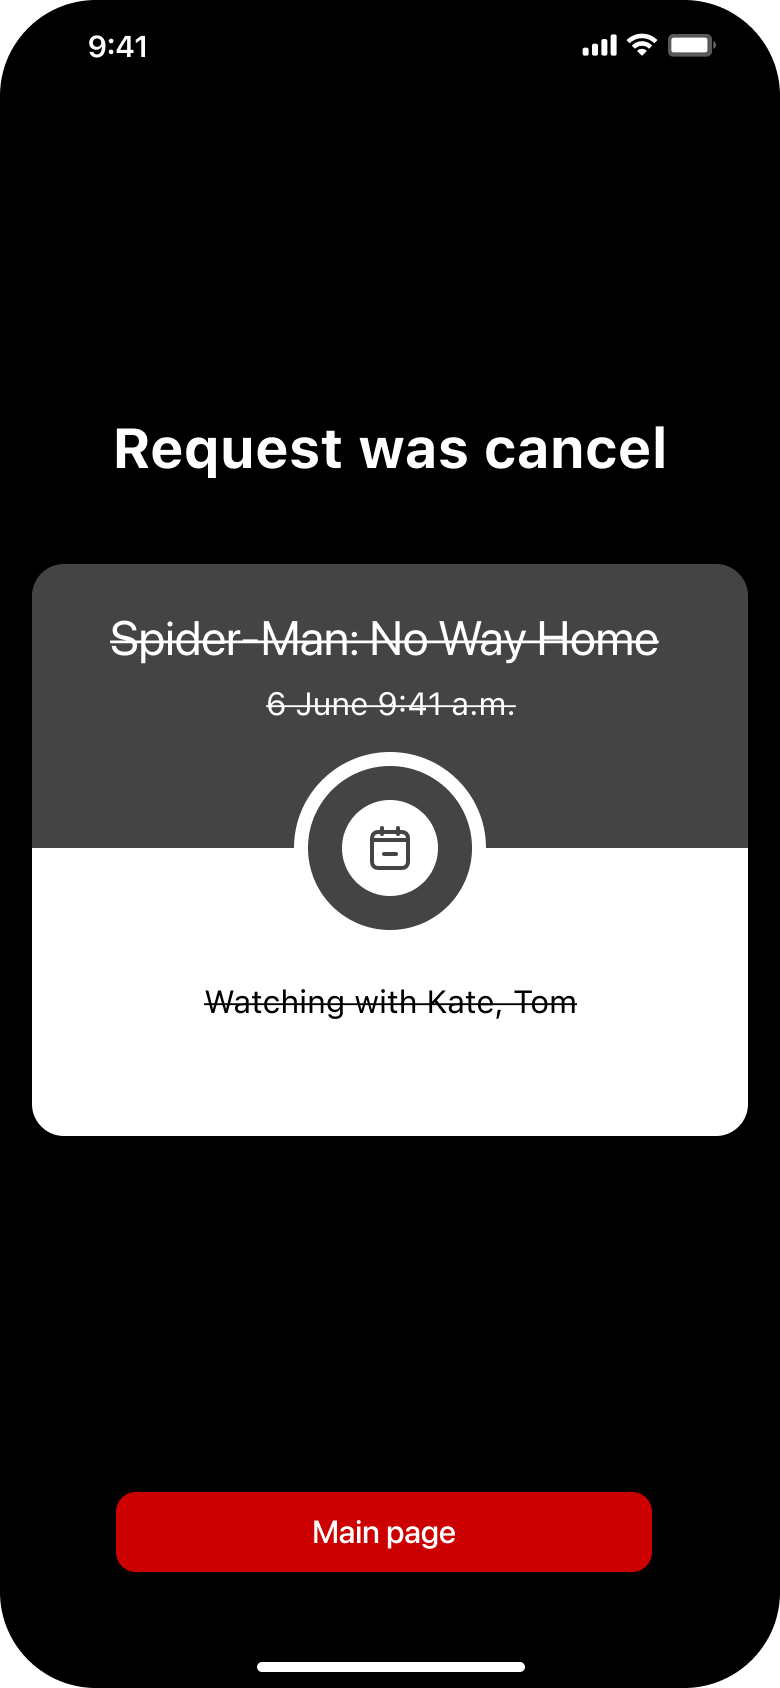 9:41
Request was cancel
Spider-Man: No Way Home
6 June 9:41 a.m.
Watching with Kate, Tom
Main page